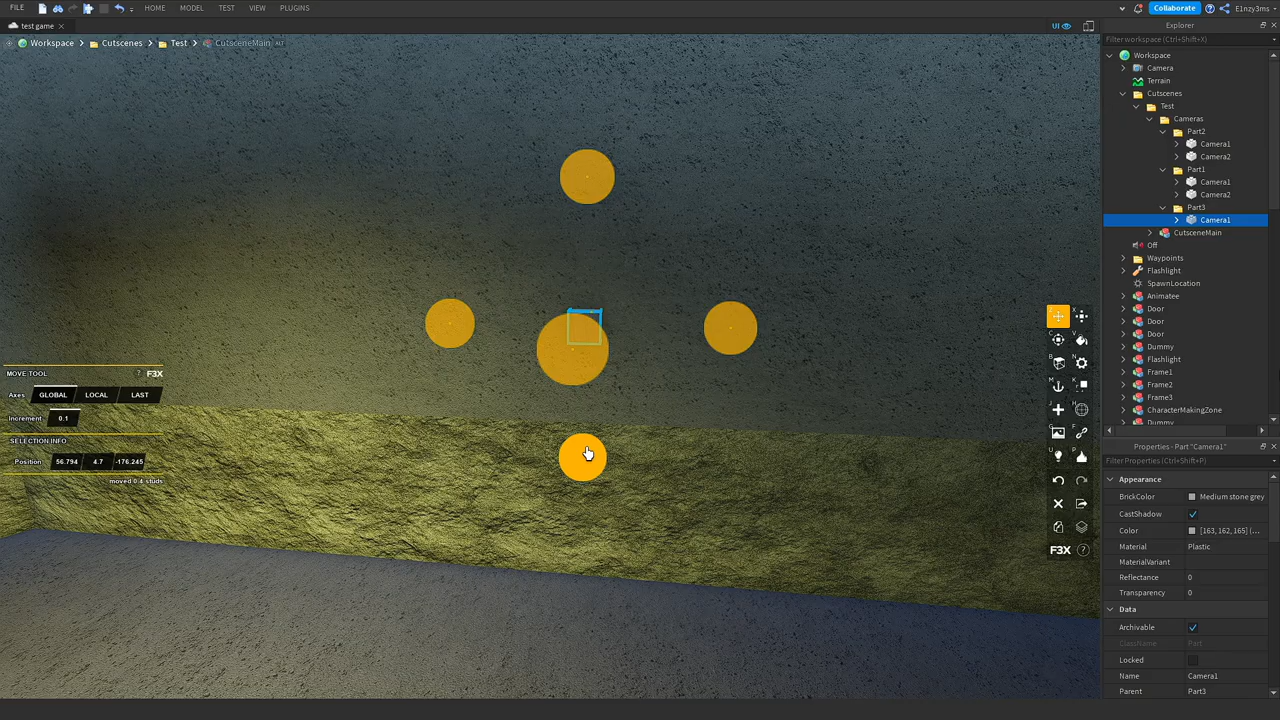 FILE HOME MODEL TEST VIEW PLUGINS Collaborate E1nzy3ms
test game UI
Workspace Cutscenes Test CutsceneMain
Explorer
Filter workspace (Ctrl+Shift+X)
Workspace
Camera
Terrain
Cutscenes
Test
Cameras
Part2
Camera1
Camera2
Part1
Camera1
Camera2
Part3
Camera1
CutsceneMain
Off
Waypoints
Flashlight
SpawnLocation
Animatee
Door
Door
Door
Dummy
Flashlight
Frame1
Frame2
Frame3
CharacterMakingZone
Dummy
MOVE TOOL ? F3X
Axes GLOBAL LOCAL LAST
Increment 0.1
SELECTION INFO
Position 56.794 4.7 -176.245
moved 0.4 studs
F3X ?
Properties - Part "Camera1"
Filter Properties (Ctrl+Shift+P)
Appearance
BrickColor Medium stone grey
CastShadow
Color [163, 162, 165] (...
Material Plastic
MaterialVariant
Reflectance 0
Transparency 0
Data
Archivable
ClassName Part
Locked
Name Camera1
Parent Part3